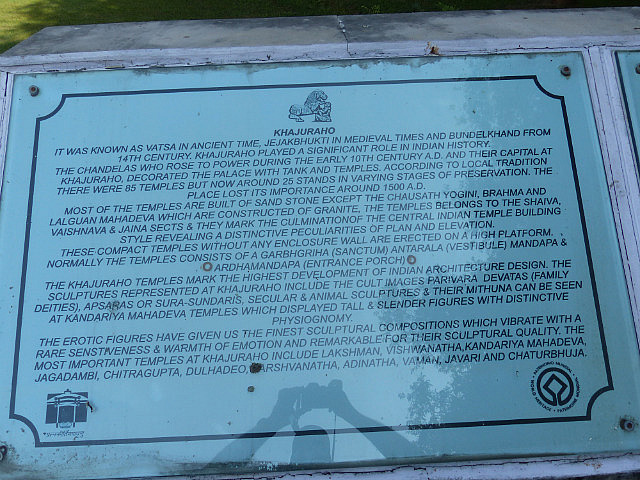 KHAJURAHO
IT WAS KNOWN AS VATSA IN ANCIENT TIME, JEJAKBHUKTI IN MEDIEVAL TIMES AND BUNDELKHAND FROM
14TH CENTURY. KHAJURAHO PLAYED A SIGNIFICANT ROLE IN INDIAN HISTORY.
THE CHANDELAS WHO ROSE TO POWER DURING THE EARLY 10TH CENTURY A.D. AND THEIR CAPITAL AT
KHAJURAHO, DECORATED THE PALACE WITH TANK AND TEMPLES. ACCORDING TO LOCAL TRADITION
THERE WERE 85 TEMPLES BUT NOW AROUND 25 STANDS IN VARYING STAGES OF PRESERVATION. THE
PLACE LOST ITS IMPORTANCE AROUND 1500 A.D.
MOST OF THE TEMPLES ARE BUILT OF SAND STONE EXCEPT THE CHAUSATH YOGINI, BRAHMA AND
LALGUAN MAHADEVA WHICH ARE CONSTRUCTED OF GRANITE, THE TEMPLES BELONGS TO THE SHAIVA,
VAISHNAVA & JAINA SECTS & THEY MARK THE CULMINATIONOF THE CENTRAL INDIAN TEMPLE BUILDING
STYLE REVEALING A DISTINCTIVE PECULIARITIES OF PLAN AND ELEVATION.
THESE COMPACT TEMPLES WITHOUT ANY ENCLOSURE WALL ARE ERECTED ON A HIGH PLATFORM.
NORMALLY THE TEMPLES CONSISTS OF A GARBHGRIHA (SANCTUM) ANTARALA (VESTIBULE) MANDAPA &
ARDHAMANDAPA (ENTRANCE PORCH)
THE KHAJURAHO TEMPLES MARK THE HIGHEST DEVELOPMENT OF INDIAN ARCHITECTURE DESIGN. THE
SCULPTURES REPRESENTED AT KHAJURAHO INCLUDE THE CULT IMAGES PARIVARA DEVATAS (FAMILY
DEITIES), APSARAS OR SURA-SUNDARIS, SECULAR & ANIMAL SCULPTURES & THEIR MITHUNA CAN BE SEEN
AT KANDARIYA MAHADEVA TEMPLES WHICH DISPLAYED TALL & SLENDER FIGURES WITH DISTINCTIVE
PHYSIOGNOMY.
THE EROTIC FIGURES HAVE GIVEN US THE FINEST SCULPTURAL COMPOSITIONS WHICH VIBRATE WITH A
RARE SENSTIVENESS & WARMTH OF EMOTION AND REMARKABLE FOR THEIR SCULPTURAL QUALITY. THE
MOST IMPORTANT TEMPLES AT KHAJURAHO INCLUDE LAKSHMAN, VISHWANATHA, KANDARIYA MAHADEVA,
JAGADAMBI, CHITRAGUPTA, DULHADEO, PARSHVANATHA, ADINATHA, VAMAN, JAVARI AND CHATURBHUJA.
WORLD HERITAGE • PATRIMOINE MONDIAL •